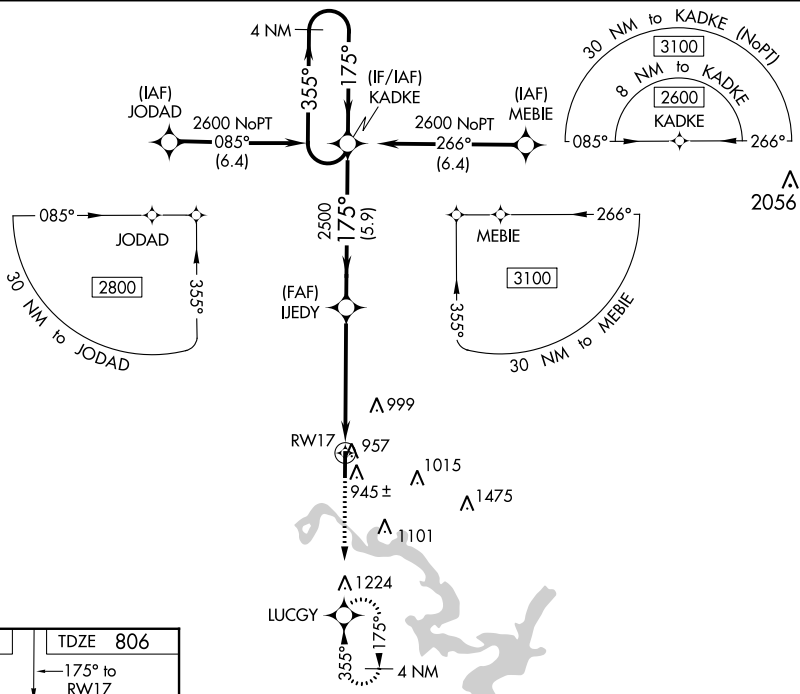 4 NM
355°
175°
(IF/IAF)
KADKE
(IAF)
JODAD
2600 NoPT
085°
(6.4)
(IAF)
MEBIE
2600 NoPT
266°
(6.4)
30 NM to KADKE (NoPT)
3100
8 NM to KADKE
2600
KADKE
085°
266°
2056
085°
JODAD
2800
355°
30 NM to JODAD
2500
175°
(5.9)
266°
MEBIE
3100
355°
30 NM to MEBIE
(FAF)
IJEDY
999
RW17
957
945 ±
1015
1475
1101
1224
LUCGY
355°
175°
4 NM
TDZE 806
175° to
RW17